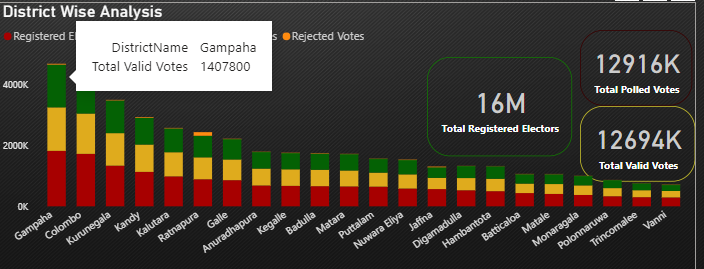 District Wise Analysis
Registered El
es
Rejected Votes
DistrictName Gampaha
Total Valid Votes 1407800
4000K
2000K
0K
16M
Total Registered Electors
12916K
Total Polled Votes
12694K
Total Valid Votes
Gampaha
Colombo
Kurunegala
Kandy
Kalutara
Ratnapura
Galle
Anuradhapura
Kegalle
Badulla
Matara
Puttalam
Nuwara Eliya
Jaffna
Digamadulla
Hambantota
Batticaloa
Matale
Monaragala
Polonnaruwa
Trincomalee
Vanni